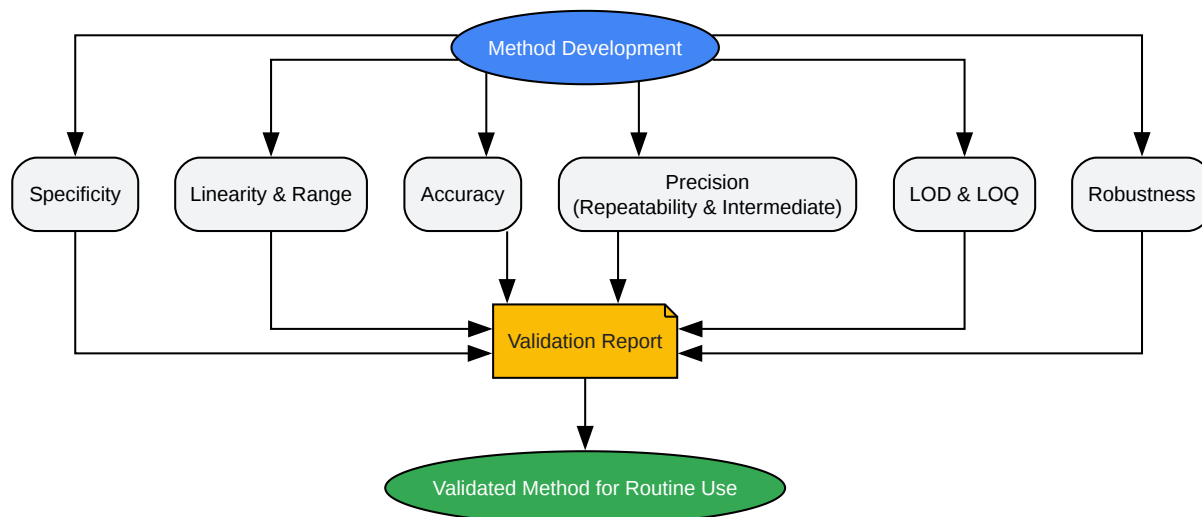 Method Development
Specificity
Linearity & Range
Accuracy
Precision
(Repeatability & Intermediate)
LOD & LOQ
Robustness
Validation Report
Validated Method for Routine Use